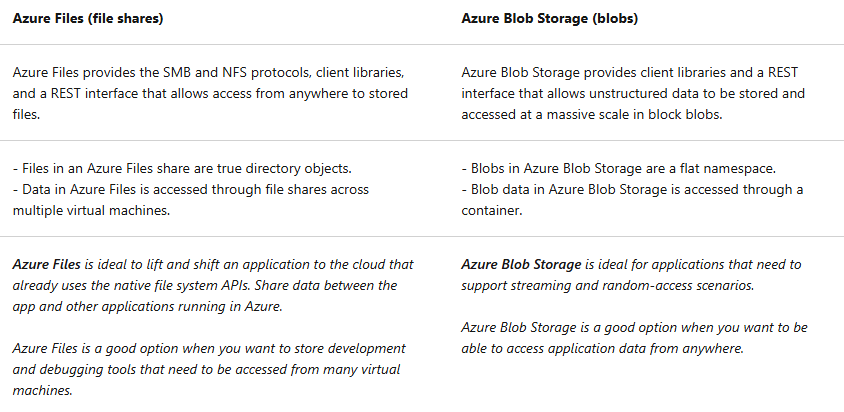 Azure Files (file shares)
Azure Blob Storage (blobs)
Azure Files provides the SMB and NFS protocols, client libraries,
and a REST interface that allows access from anywhere to stored
files.
Azure Blob Storage provides client libraries and a REST
interface that allows unstructured data to be stored and
accessed at a massive scale in block blobs.
- Files in an Azure Files share are true directory objects.
- Data in Azure Files is accessed through file shares across
multiple virtual machines.
- Blobs in Azure Blob Storage are a flat namespace.
- Blob data in Azure Blob Storage is accessed through a
container.
Azure Files is ideal to lift and shift an application to the cloud that
already uses the native file system APIs. Share data between the
app and other applications running in Azure.
Azure Files is a good option when you want to store development
and debugging tools that need to be accessed from many virtual
machines.
Azure Blob Storage is ideal for applications that need to
support streaming and random-access scenarios.
Azure Blob Storage is a good option when you want to be
able to access application data from anywhere.